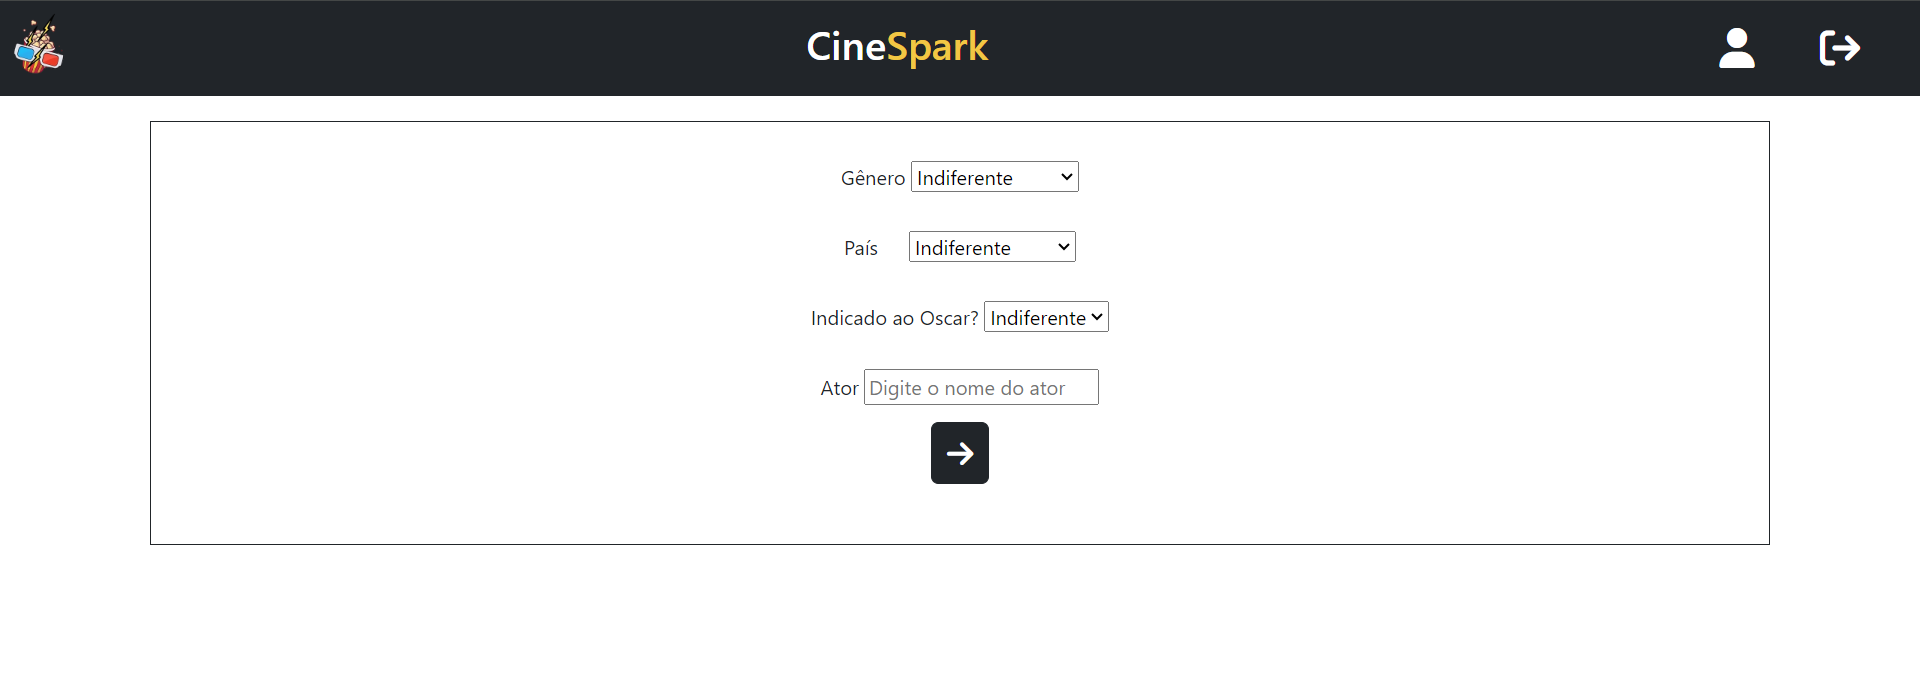 CineSpark
Gênero Indiferente
País Indiferente
Indicado ao Oscar? Indiferente
Ator Digite o nome do ator